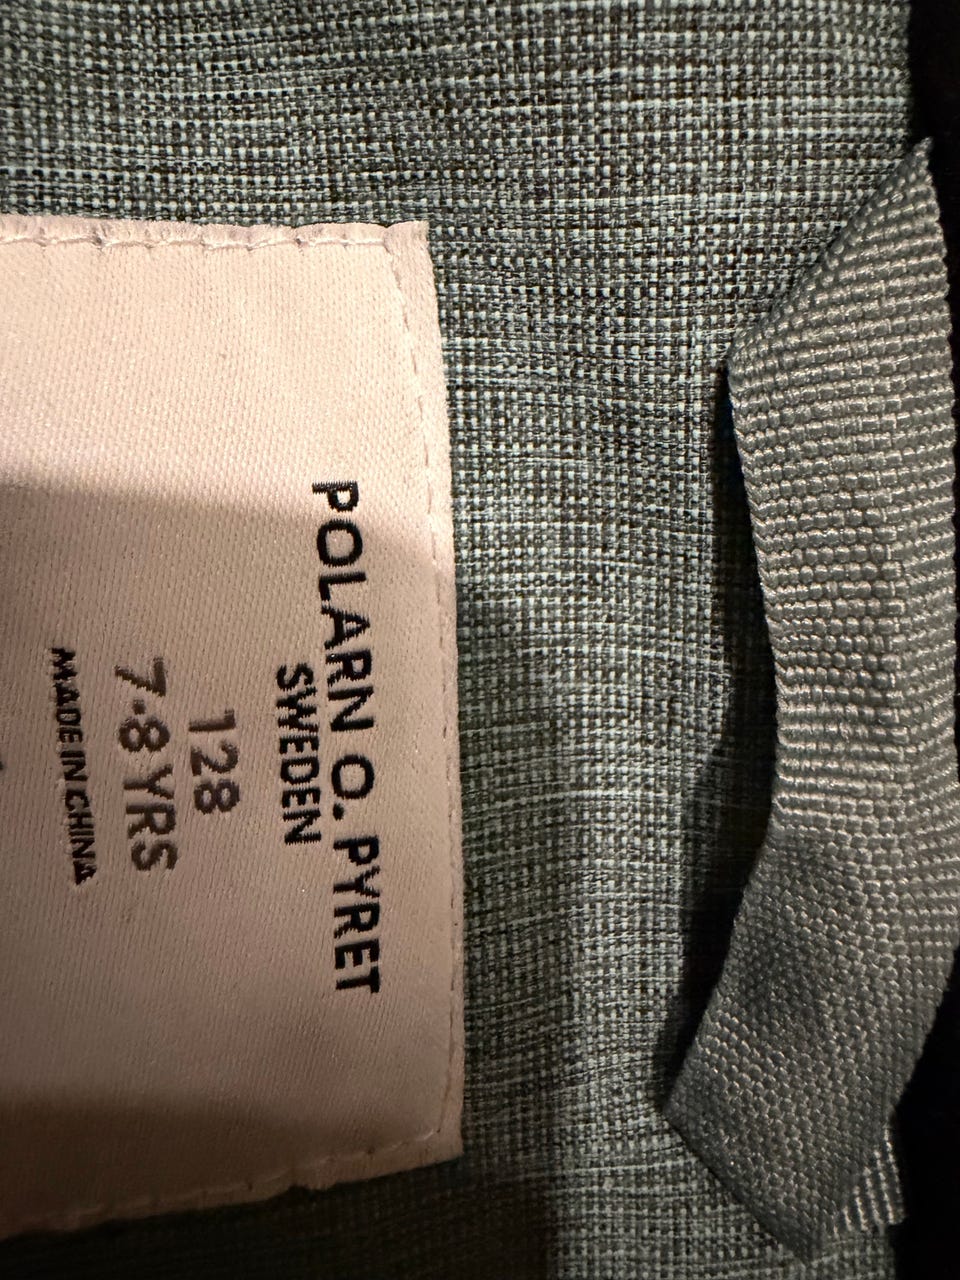 POLARN O. PYRET
SWEDEN
128
7-8 YRS
MADE IN CHINA